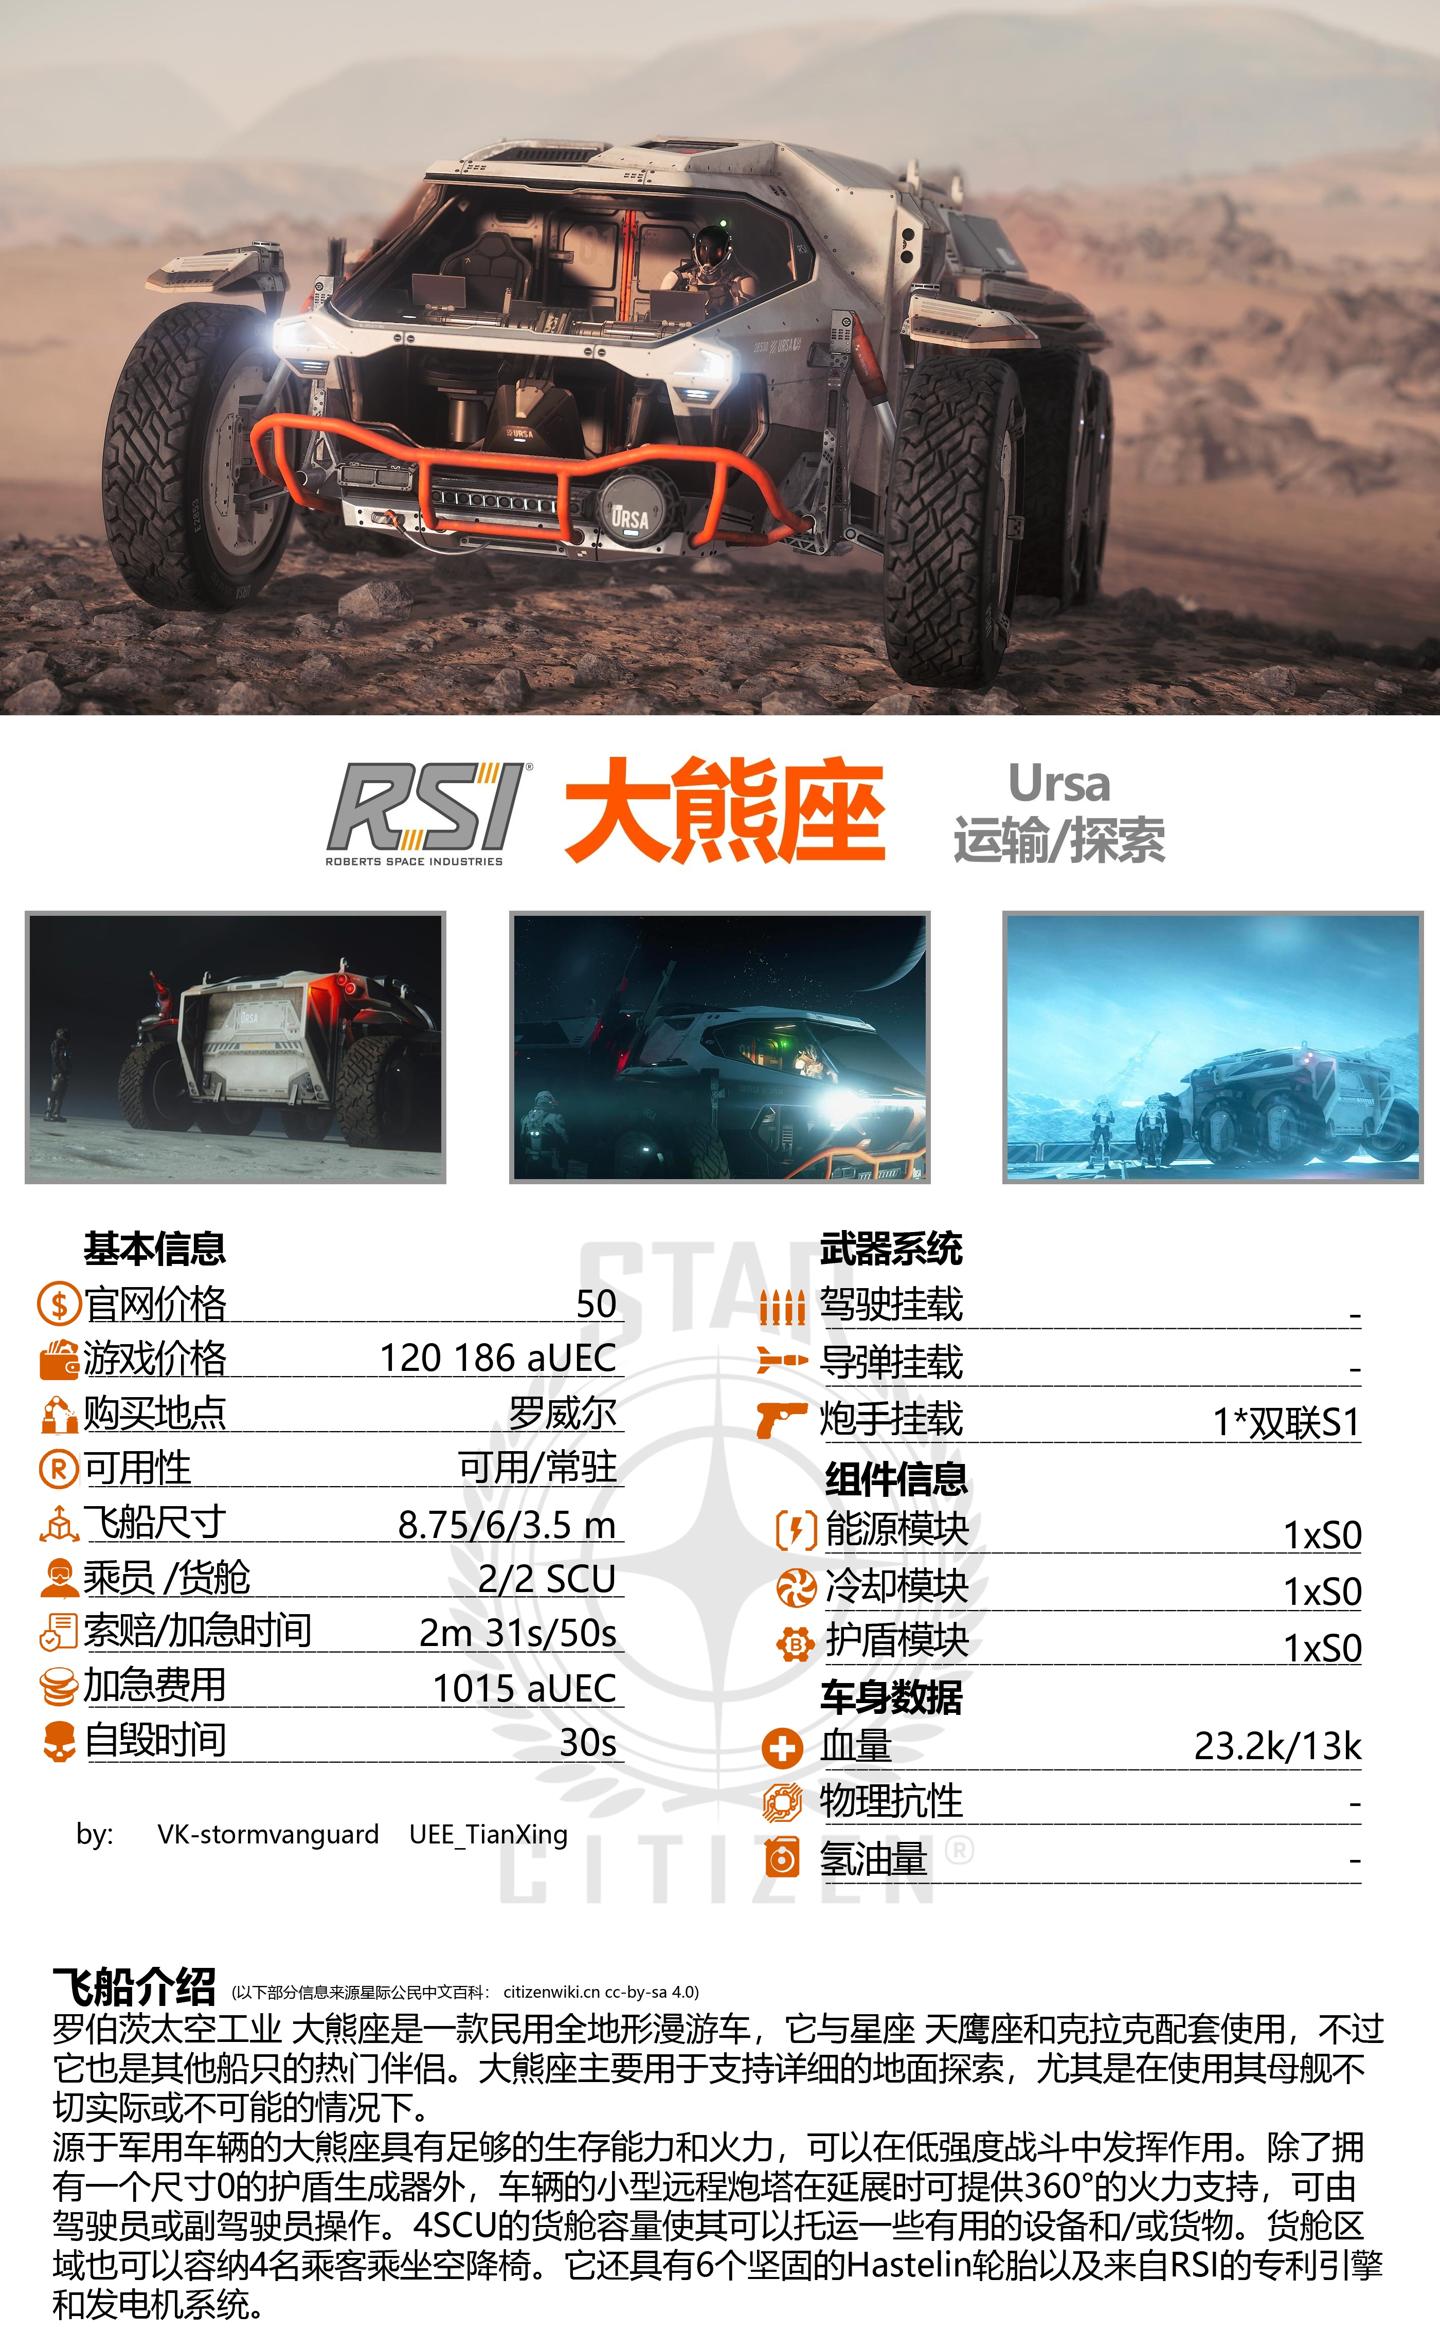 URSA
URSA
RSI®
ROBERTS SPACE INDUSTRIES
大熊座
Ursa
运输/探索
URSA
STAR
CITIZEN®
基本信息
官网价格 50
游戏价格 120 186 aUEC
购买地点 罗威尔
可用性 可用/常驻
飞船尺寸 8.75/6/3.5 m
乘员 /货舱 2/2 SCU
索赔/加急时间 2m 31s/50s
加急费用 1015 aUEC
自毁时间 30s
by: VK-stormvanguard UEE_TianXing
武器系统
驾驶挂载 -
导弹挂载 -
炮手挂载 1*双联S1
组件信息
能源模块 1xS0
冷却模块 1xS0
护盾模块 1xS0
车身数据
血量 23.2k/13k
物理抗性 -
氢油量 -
飞船介绍 (以下部分信息来源星际公民中文百科： citizenwiki.cn cc-by-sa 4.0)
罗伯茨太空工业 大熊座是一款民用全地形漫游车，它与星座 天鹰座和克拉克配套使用，不过
它也是其他船只的热门伴侣。大熊座主要用于支持详细的地面探索，尤其是在使用其母舰不
切实际或不可能的情况下。
源于军用车辆的大熊座具有足够的生存能力和火力，可以在低强度战斗中发挥作用。除了拥
有一个尺寸0的护盾生成器外，车辆的小型远程炮塔在延展时可提供360°的火力支持，可由
驾驶员或副驾驶员操作。4SCU的货舱容量使其可以托运一些有用的设备和/或货物。货舱区
域也可以容纳4名乘客乘坐空降椅。它还具有6个坚固的Hastelin轮胎以及来自RSI的专利引擎
和发电机系统。